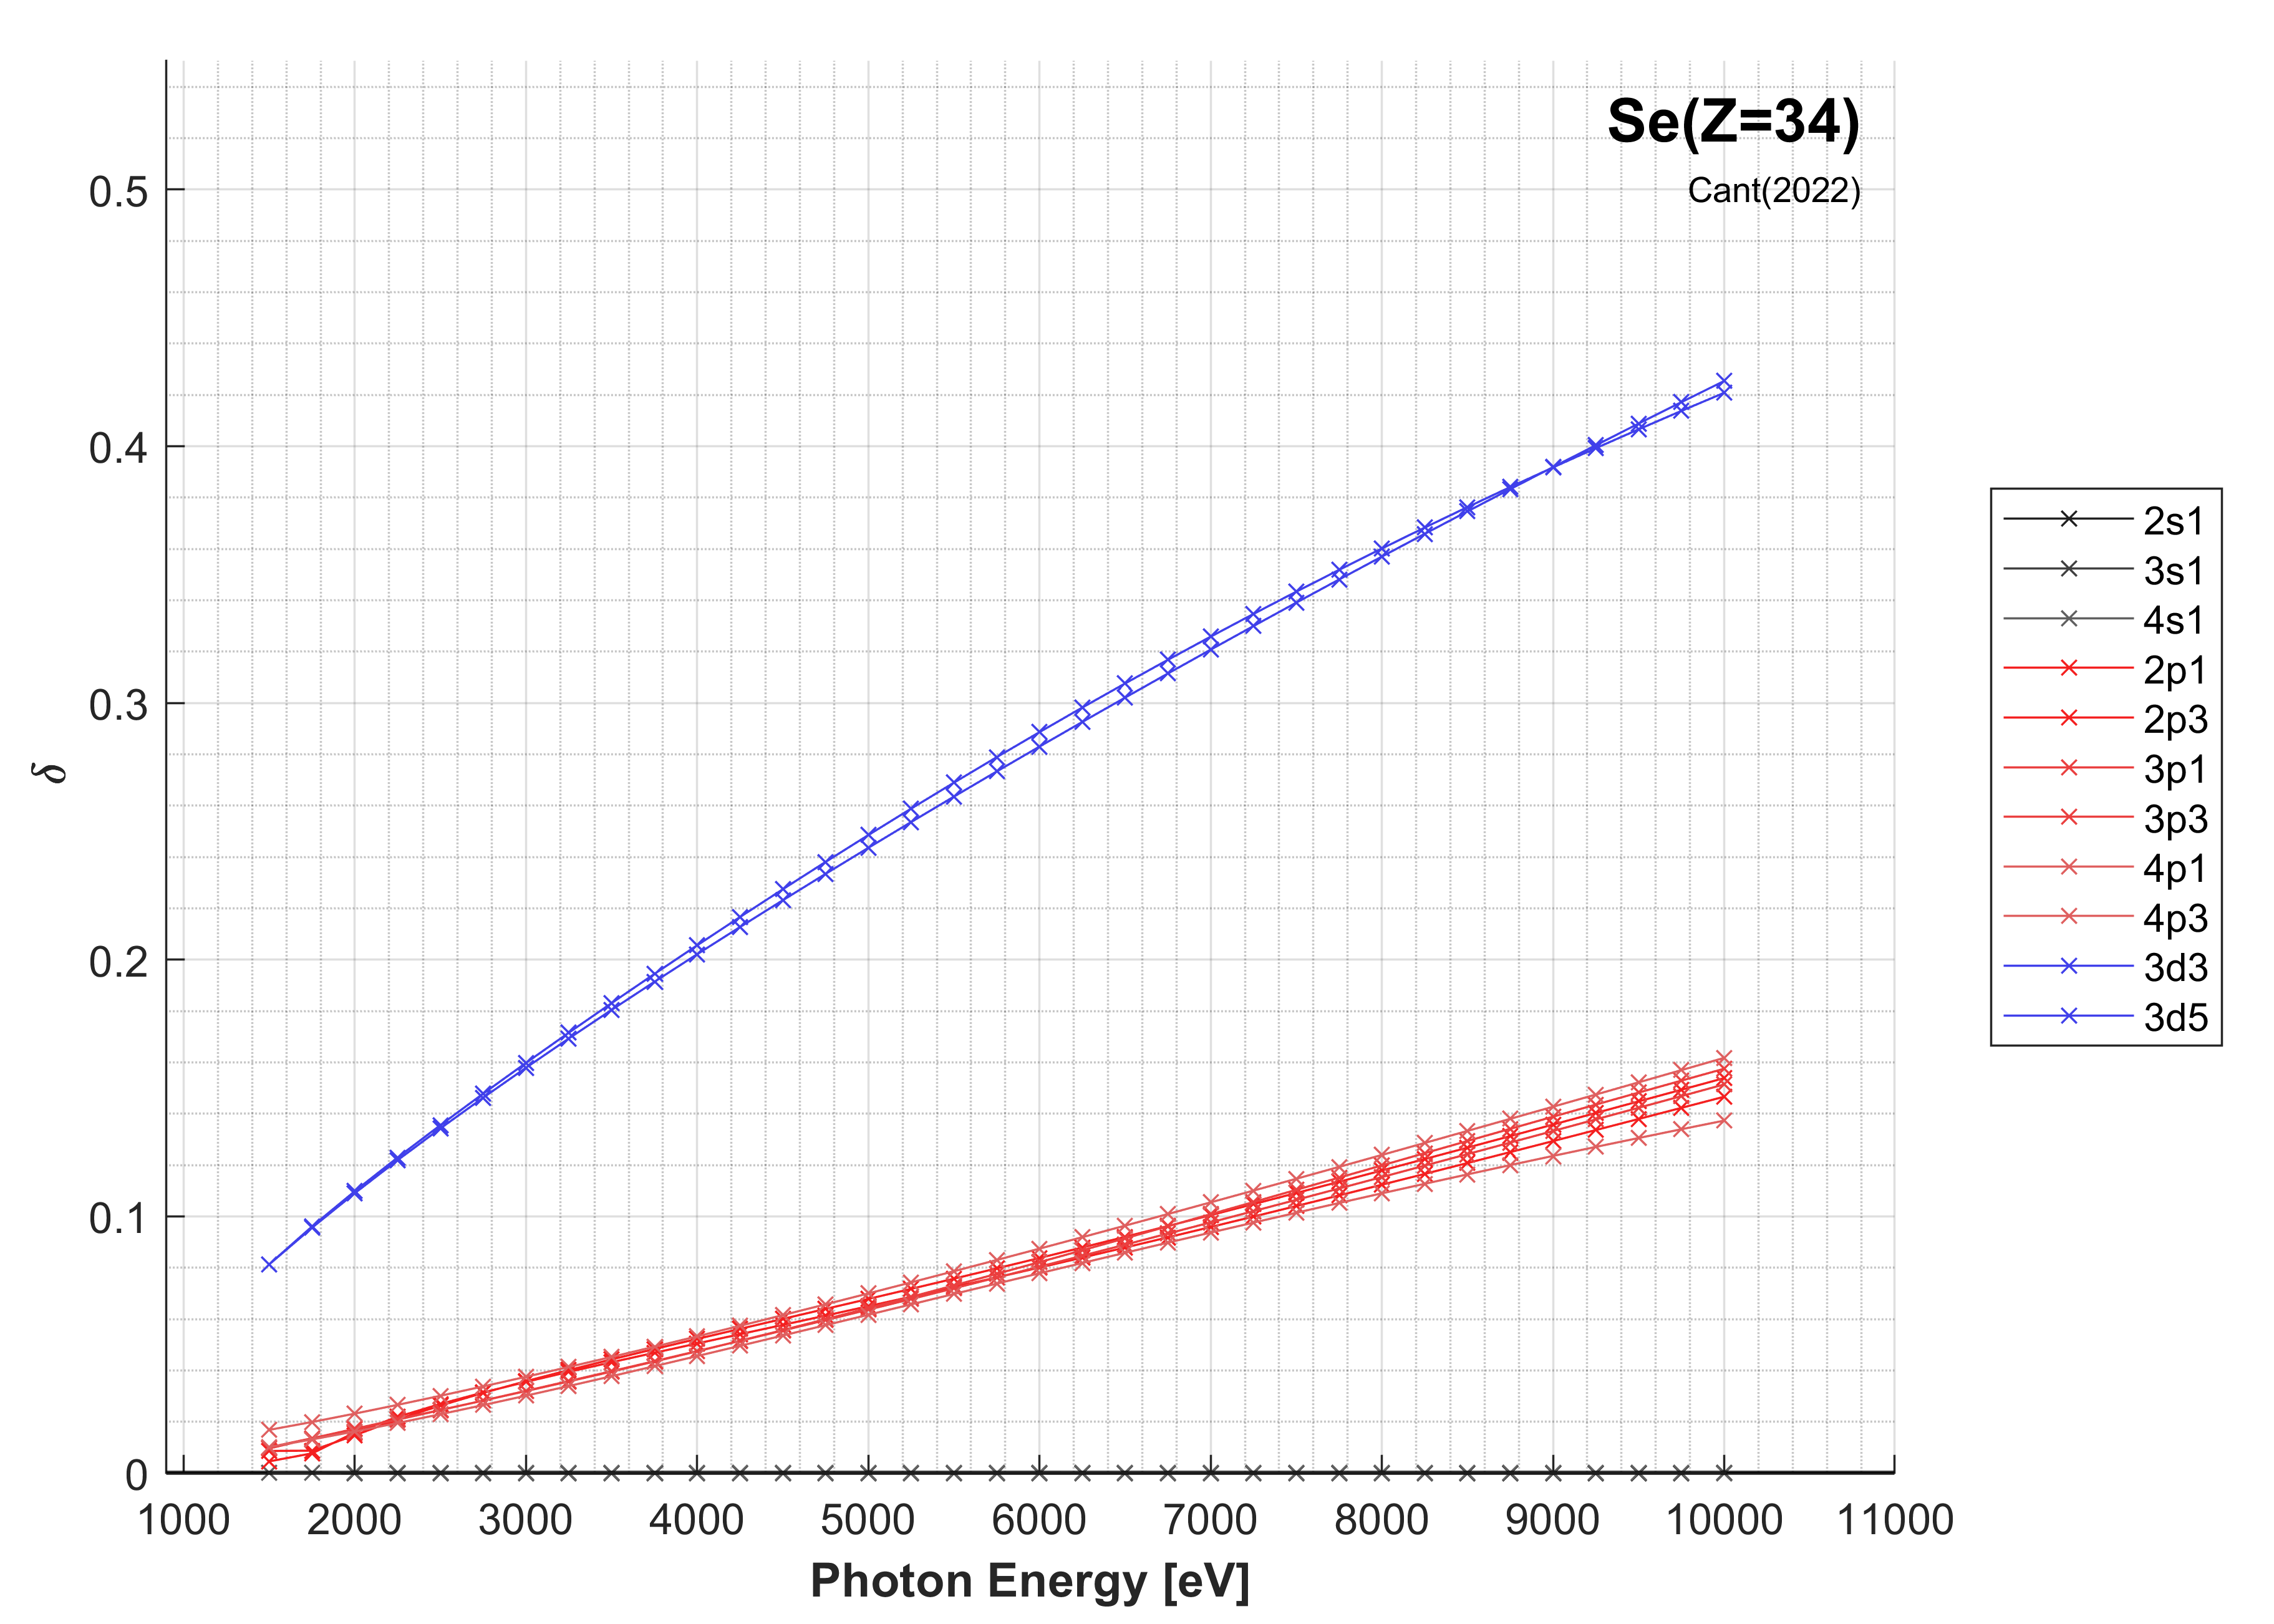 Se(Z=34)
Cant(2022)
0.5
0.4
0.3
0.2
0.1
0
δ
1000 2000 3000 4000 5000 6000 7000 8000 9000 10000 11000
Photon Energy [eV]
2s1
3s1
4s1
2p1
2p3
3p1
3p3
4p1
4p3
3d3
3d5